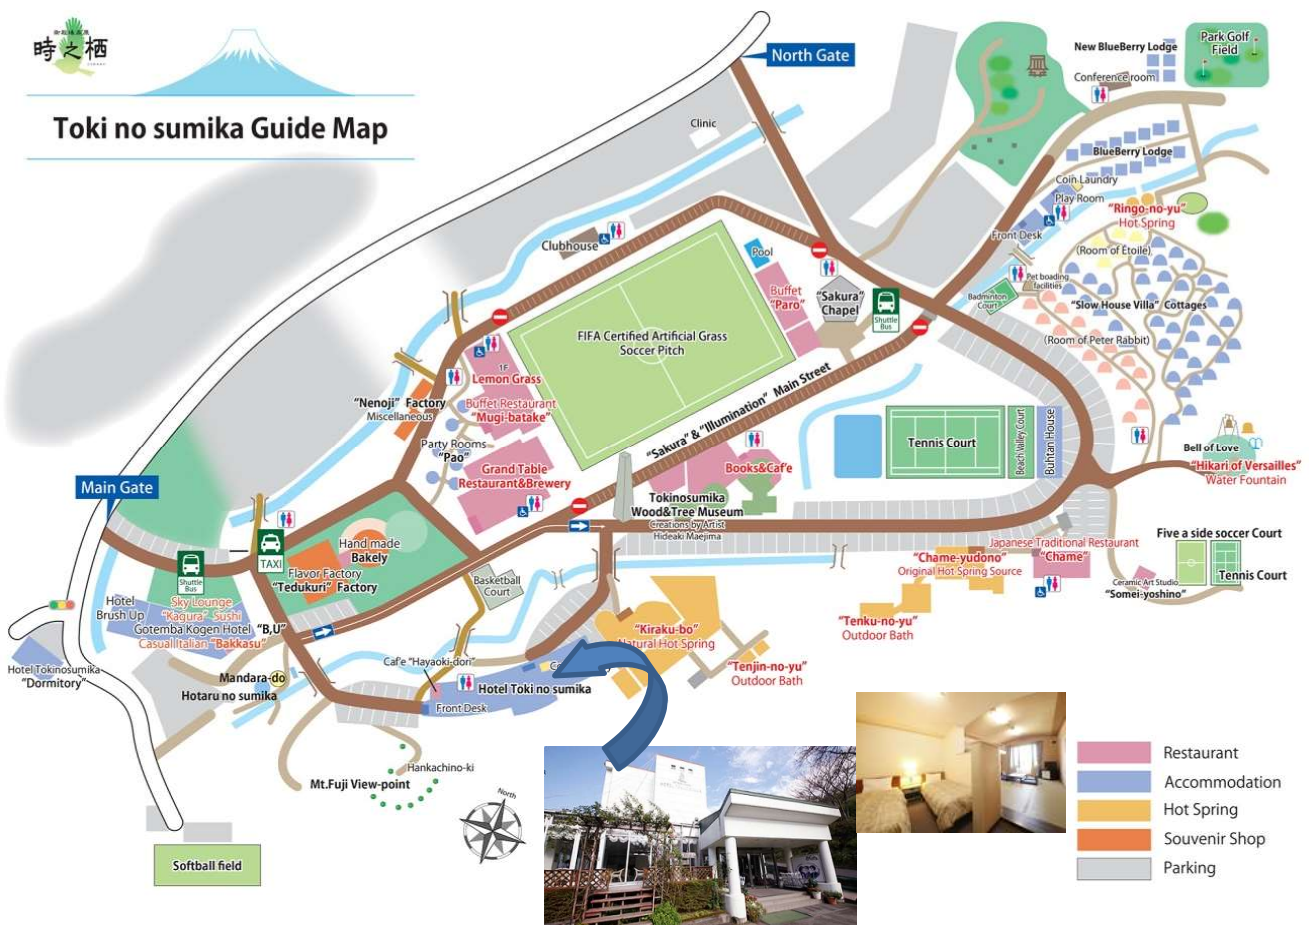 御殿場高原
時之栖
Toki no sumika Guide Map
North Gate
Clinic
New BlueBerry Lodge
Park Golf
Field
Conference room
BlueBerry Lodge
Coin Laundry
Play Room
"Ringo-no-yu"
Hot Spring
Front Desk
(Room of Etoile)
Pet boading
facilities
Badminton
Court
"Slow House Villa" Cottages
(Room of Peter Rabbit)
Clubhouse
Pool
Buffet
"Paro"
"Sakura"
Chapel
Shuttle
Bus
FIFA Certified Artificial Grass
Soccer Pitch
1F
Lemon Grass
Buffet Restaurant
"Mugi-batake"
"Nenoji" Factory
Miscellaneous
Party Rooms
"Pao"
Grand Table
Restaurant&Brewery
"Sakura" & "Illumination" Main Street
Books&Cafe
Tokinosumika
Wood&Tree Museum
Creations by Artist
Hideaki Maejima
Tennis Court
Beach Valley Court
Buhtan House
Bell of Love
"Hikari of Versailles"
Water Fountain
Main Gate
TAXI
Shuttle
Bus
Hand made
Bakely
Flavor Factory
"Tedukuri" Factory
Hotel
Brush Up
Sky Lounge
"Kagura" Sushi
Gotemba Kogen Hotel "B,U"
Casual Italian "Bakkasu"
Hotel Tokinosumika
"Dormitory"
Basketball
Court
Mandara-do
Hotaru no sumika
Caf'e "Hayaoki-dori"
Hotel Toki no sumika
Front Desk
"Kiraku-bo"
Natural Hot Spring
"Tenjin-no-yu"
Outdoor Bath
"Tenku-no-yu"
Outdoor Bath
"Chame-yudono"
Original Hot Spring Source
Japanese Traditional Restaurant
"Chame"
Five a side soccer Court
Tennis Court
Ceramic Art Studio
"Somei-yoshino"
Hankachino-ki
Mt.Fuji View-point
North
Softball field
Restaurant
Accommodation
Hot Spring
Souvenir Shop
Parking